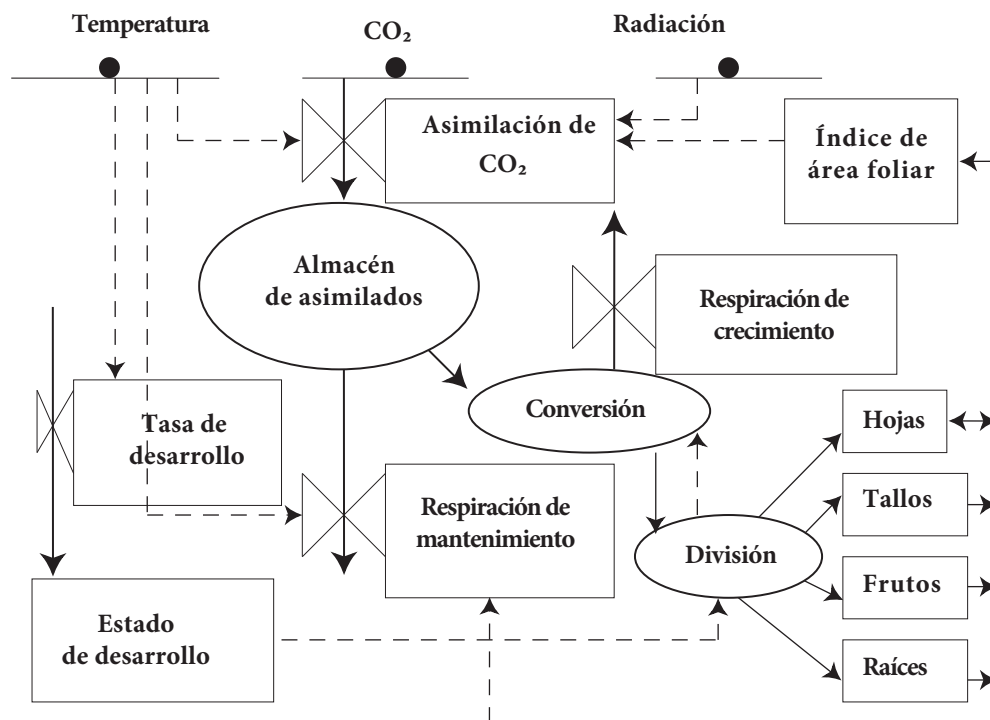 Temperatura
CO₂
Radiación
Asimilación de
CO₂
Índice de
área foliar
Almacén
de asimilados
Respiración de
crecimiento
Conversión
Hojas
Tasa de
desarrollo
Tallos
Respiración de
mantenimiento
División
Frutos
Estado
de desarrollo
Raíces